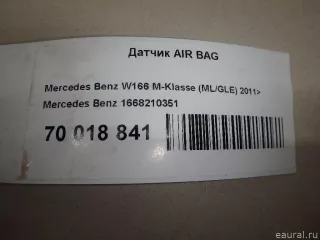 Датчик AIR BAG
Mercedes Benz W166 M-Klasse (ML/GLE) 2011>
Mercedes Benz 1668210351
70 018 841
eaural.ru